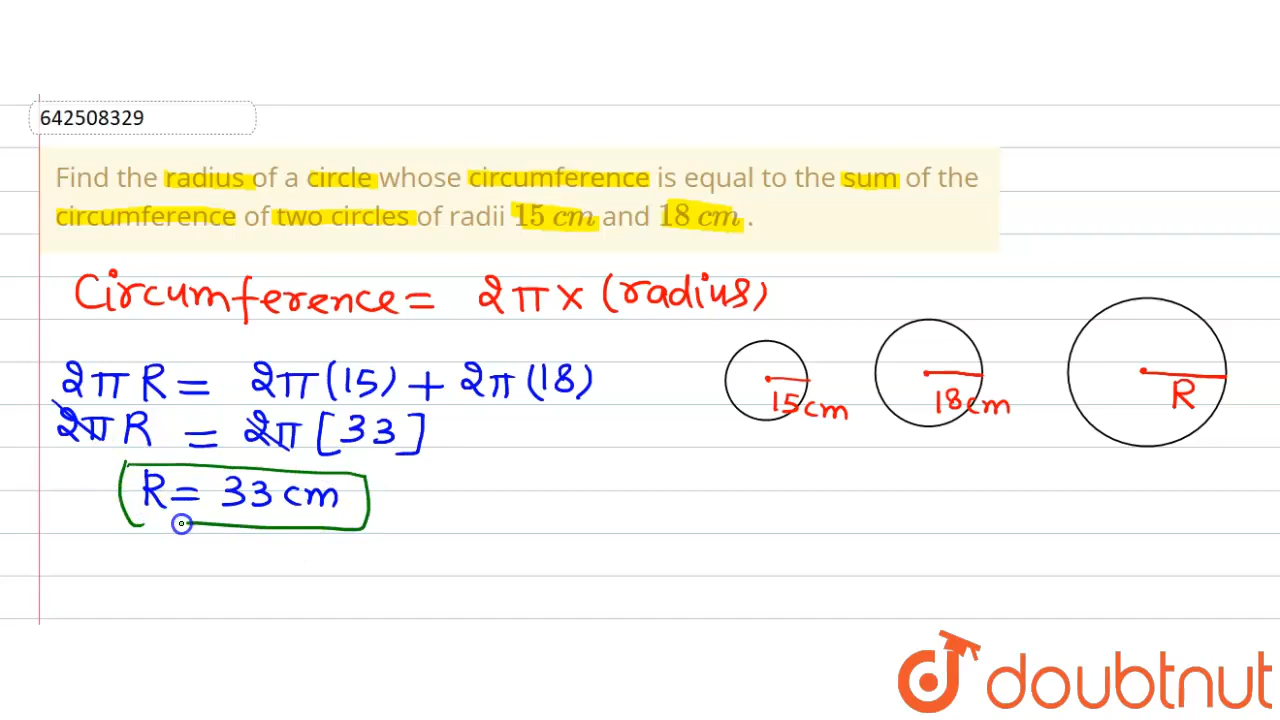 642508329
Find the radius of a circle whose circumference is equal to the sum of the
circumference of two circles of radii 15 cm and 18 cm .
Circumference = 2π× (radius)
2πR = 2π(15) + 2π(18)
2πR = 2π[33]
R = 33 cm
15cm
18cm
R
doubtnut